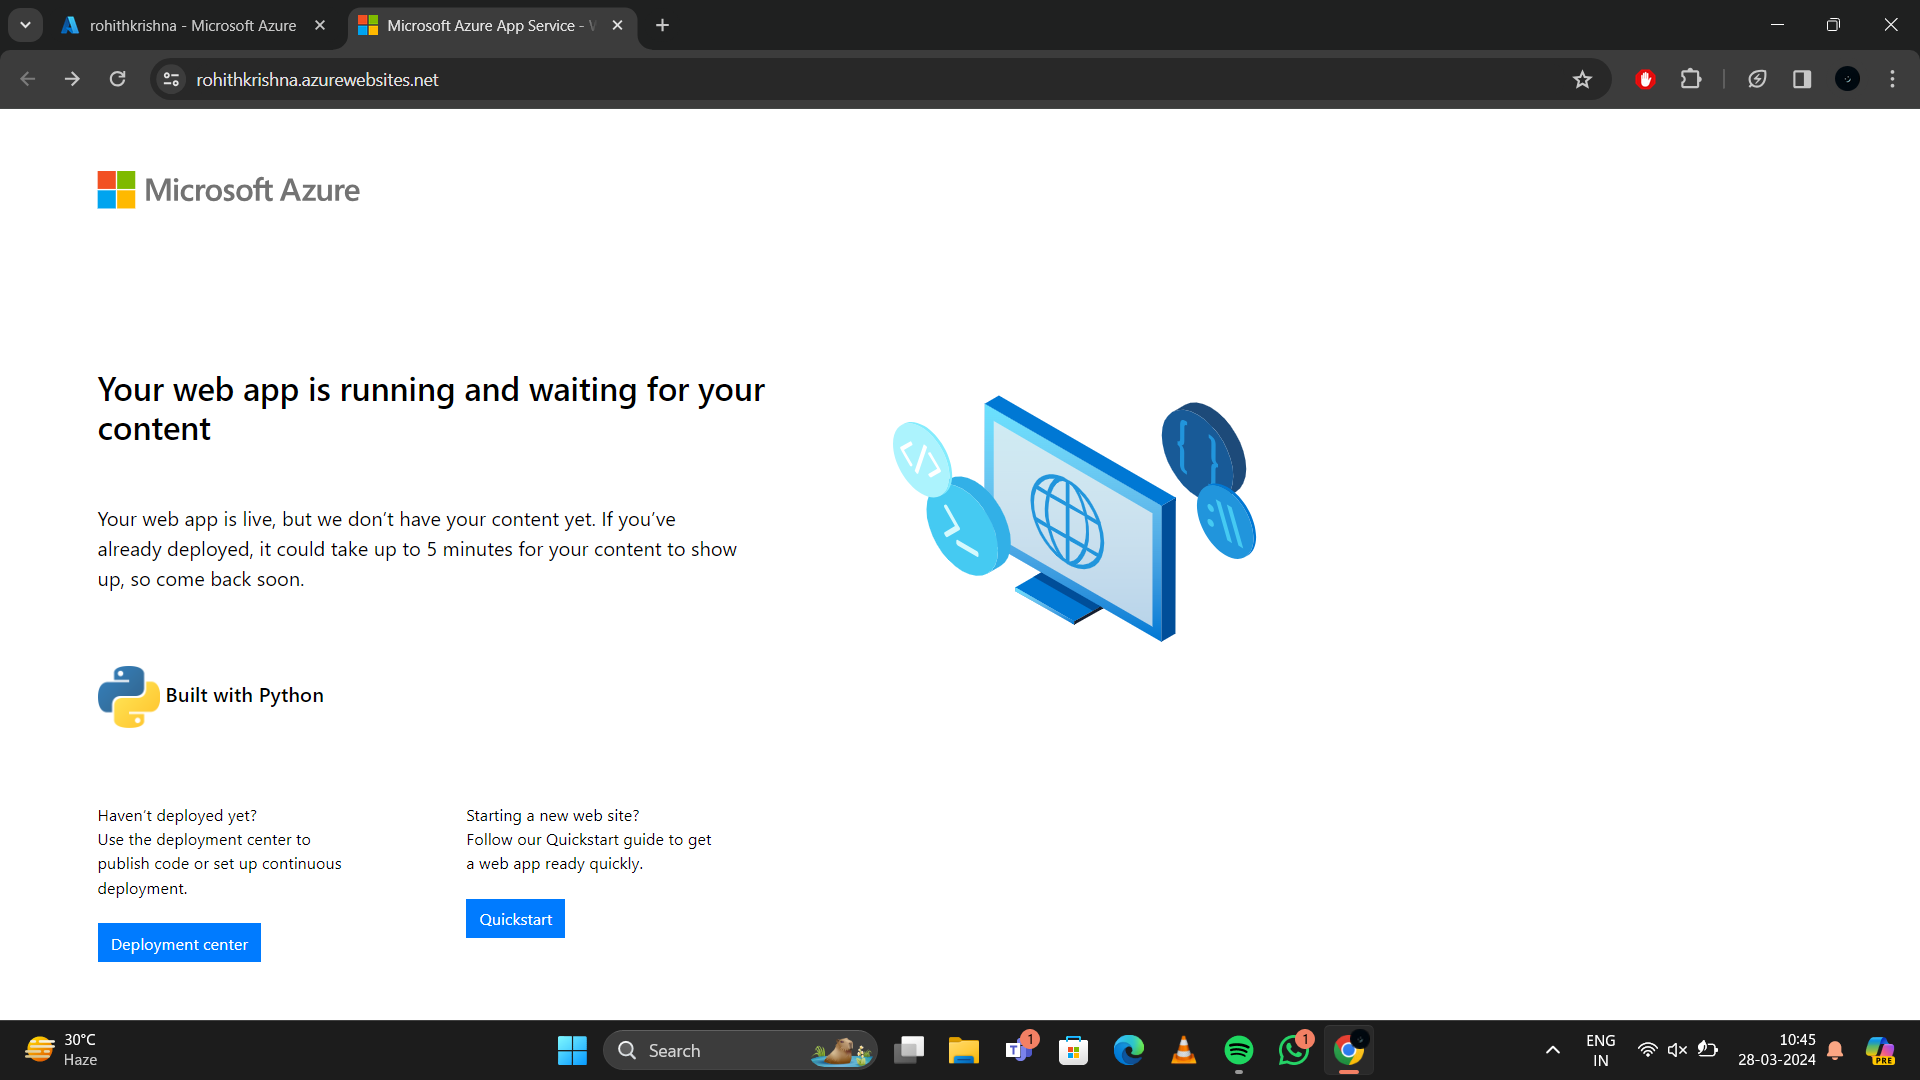 rohithkrishna - Microsoft Azure
Microsoft Azure App Service -
rohithkrishna.azurewebsites.net
Microsoft Azure
Your web app is running and waiting for your
content
Your web app is live, but we don’t have your content yet. If you’ve
already deployed, it could take up to 5 minutes for your content to show
up, so come back soon.
Built with Python
Haven’t deployed yet?
Use the deployment center to
publish code or set up continuous
deployment.
Deployment center
Starting a new web site?
Follow our Quickstart guide to get
a web app ready quickly.
Quickstart
30°C
Haze
Search
1
1
ENG
IN
10:45
28-03-2024
PRE